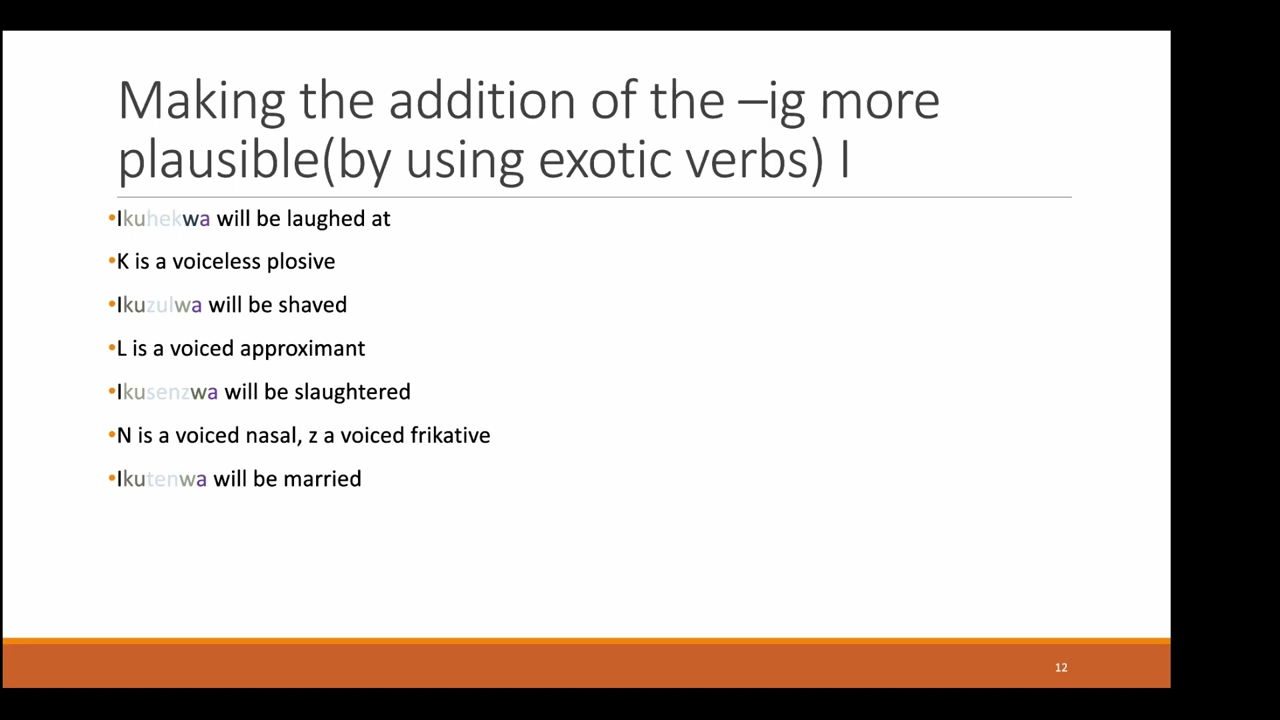 Making the addition of the –ig more
plausible(by using exotic verbs) I
•Ikuhekwa will be laughed at
•K is a voiceless plosive
•Ikuzulwa will be shaved
•L is a voiced approximant
•Ikusenzwa will be slaughtered
•N is a voiced nasal, z a voiced frikative
•Ikutenwa will be married
12